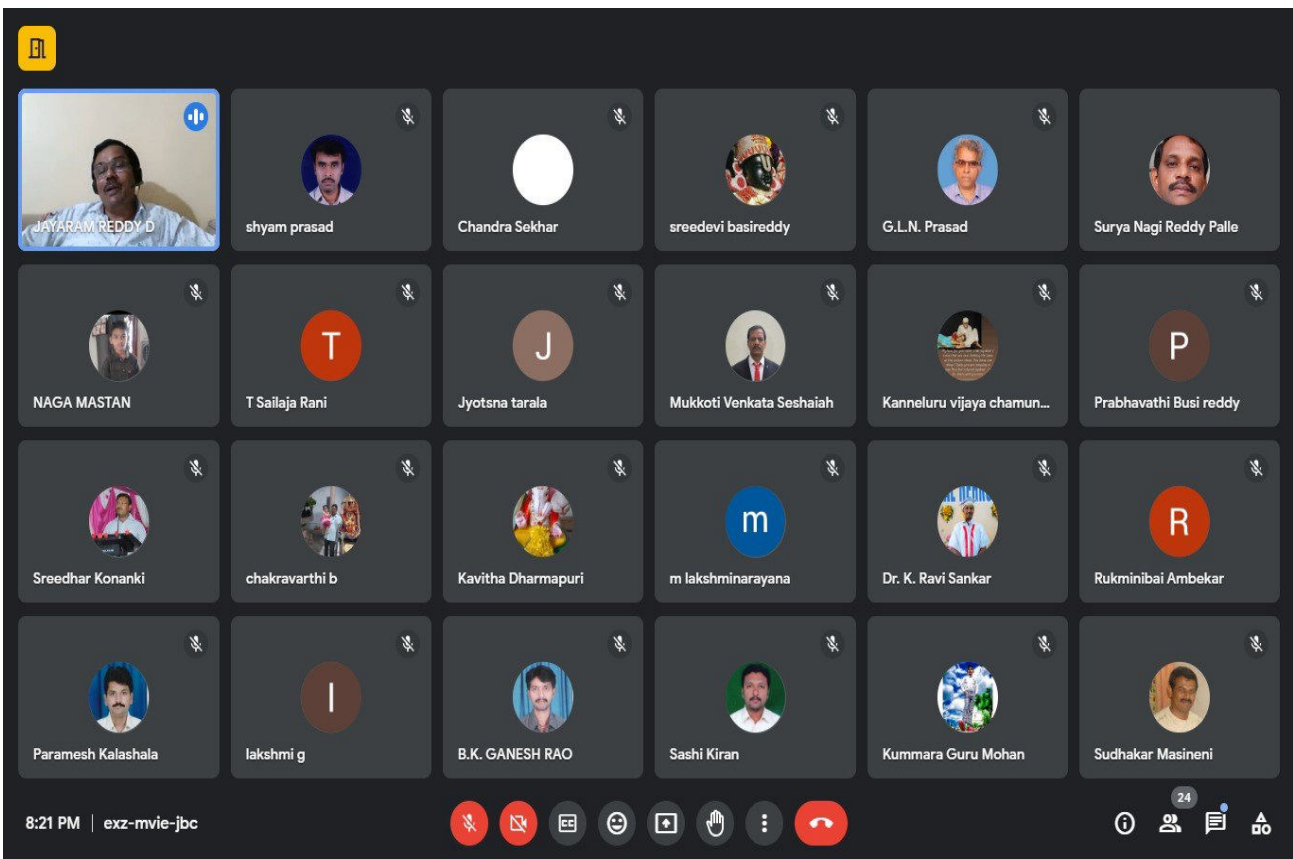 JAYARAM REDDY D
shyam prasad
Chandra Sekhar
sreedevi basireddy
G.L.N. Prasad
Surya Nagi Reddy Palle
T
J
P
NAGA MASTAN
T Sailaja Rani
Jyotsna tarala
Mukkoti Venkata Seshaiah
Kanneluru vijaya chamun...
Prabhavathi Busi reddy
m
R
Sreedhar Konanki
chakravarthi b
Kavitha Dharmapuri
m lakshminarayana
Dr. K. Ravi Sankar
Rukminibai Ambekar
l
Paramesh Kalashala
lakshmi g
B.K. GANESH RAO
Sashi Kiran
Kummara Guru Mohan
Sudhakar Masineni
24
8:21 PM | exz-mvie-jbc
CC